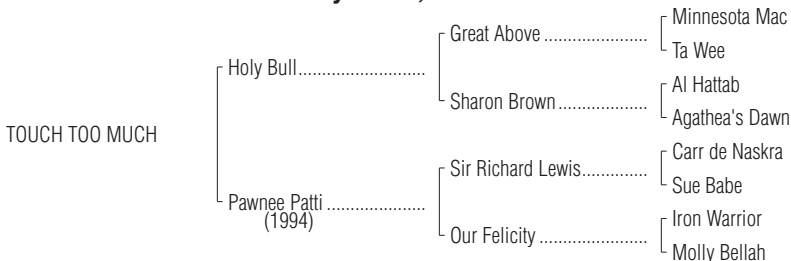 Minnesota Mac
Great Above ........................
Ta Wee
Holy Bull...........................
Al Hattab
Sharon Brown...................
Agathea's Dawn
TOUCH TOO MUCH
Carr de Naskra
Sir Richard Lewis..............
Sue Babe
Pawnee Patti .....................
(1994)
Iron Warrior
Our Felicity .......................
Molly Bellah